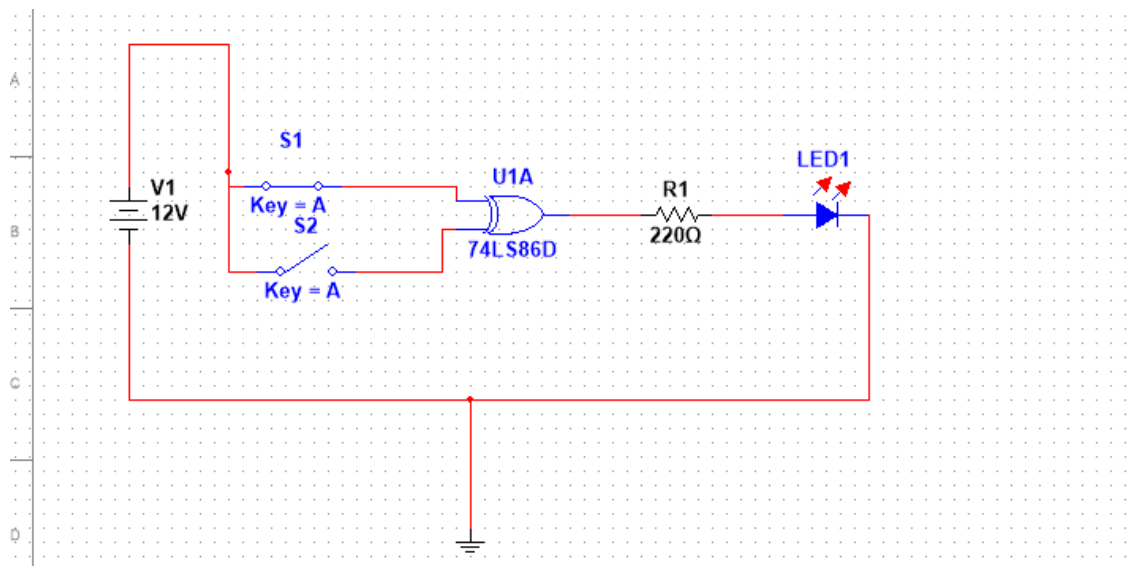 A
S1
LED1
V1
12V
Key = A
U1A
R1
B
S2
220Ω
74LS86D
Key = A
C
D